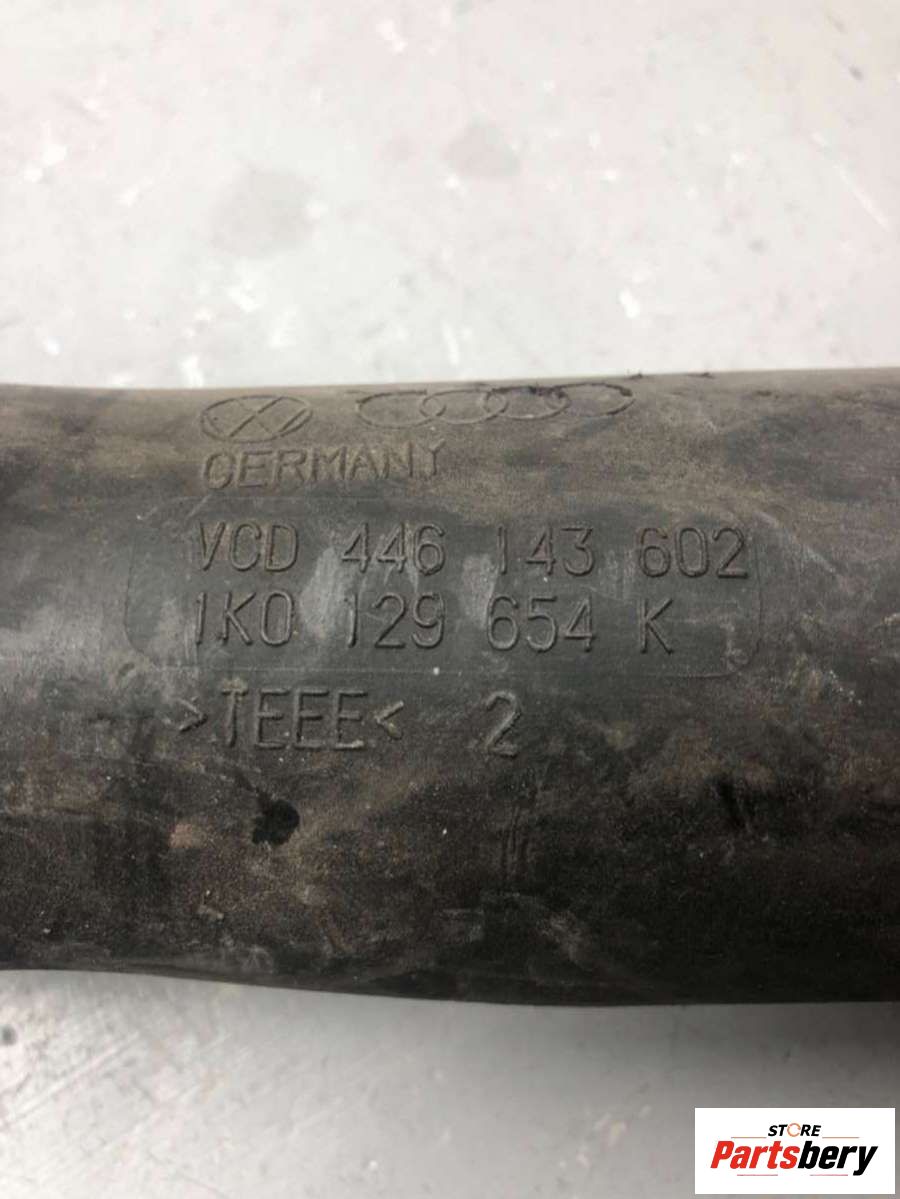 GERMANY
VCD 446 143 602
1K0 129 654 K
>TEEE< 2
STORE
Partsbery